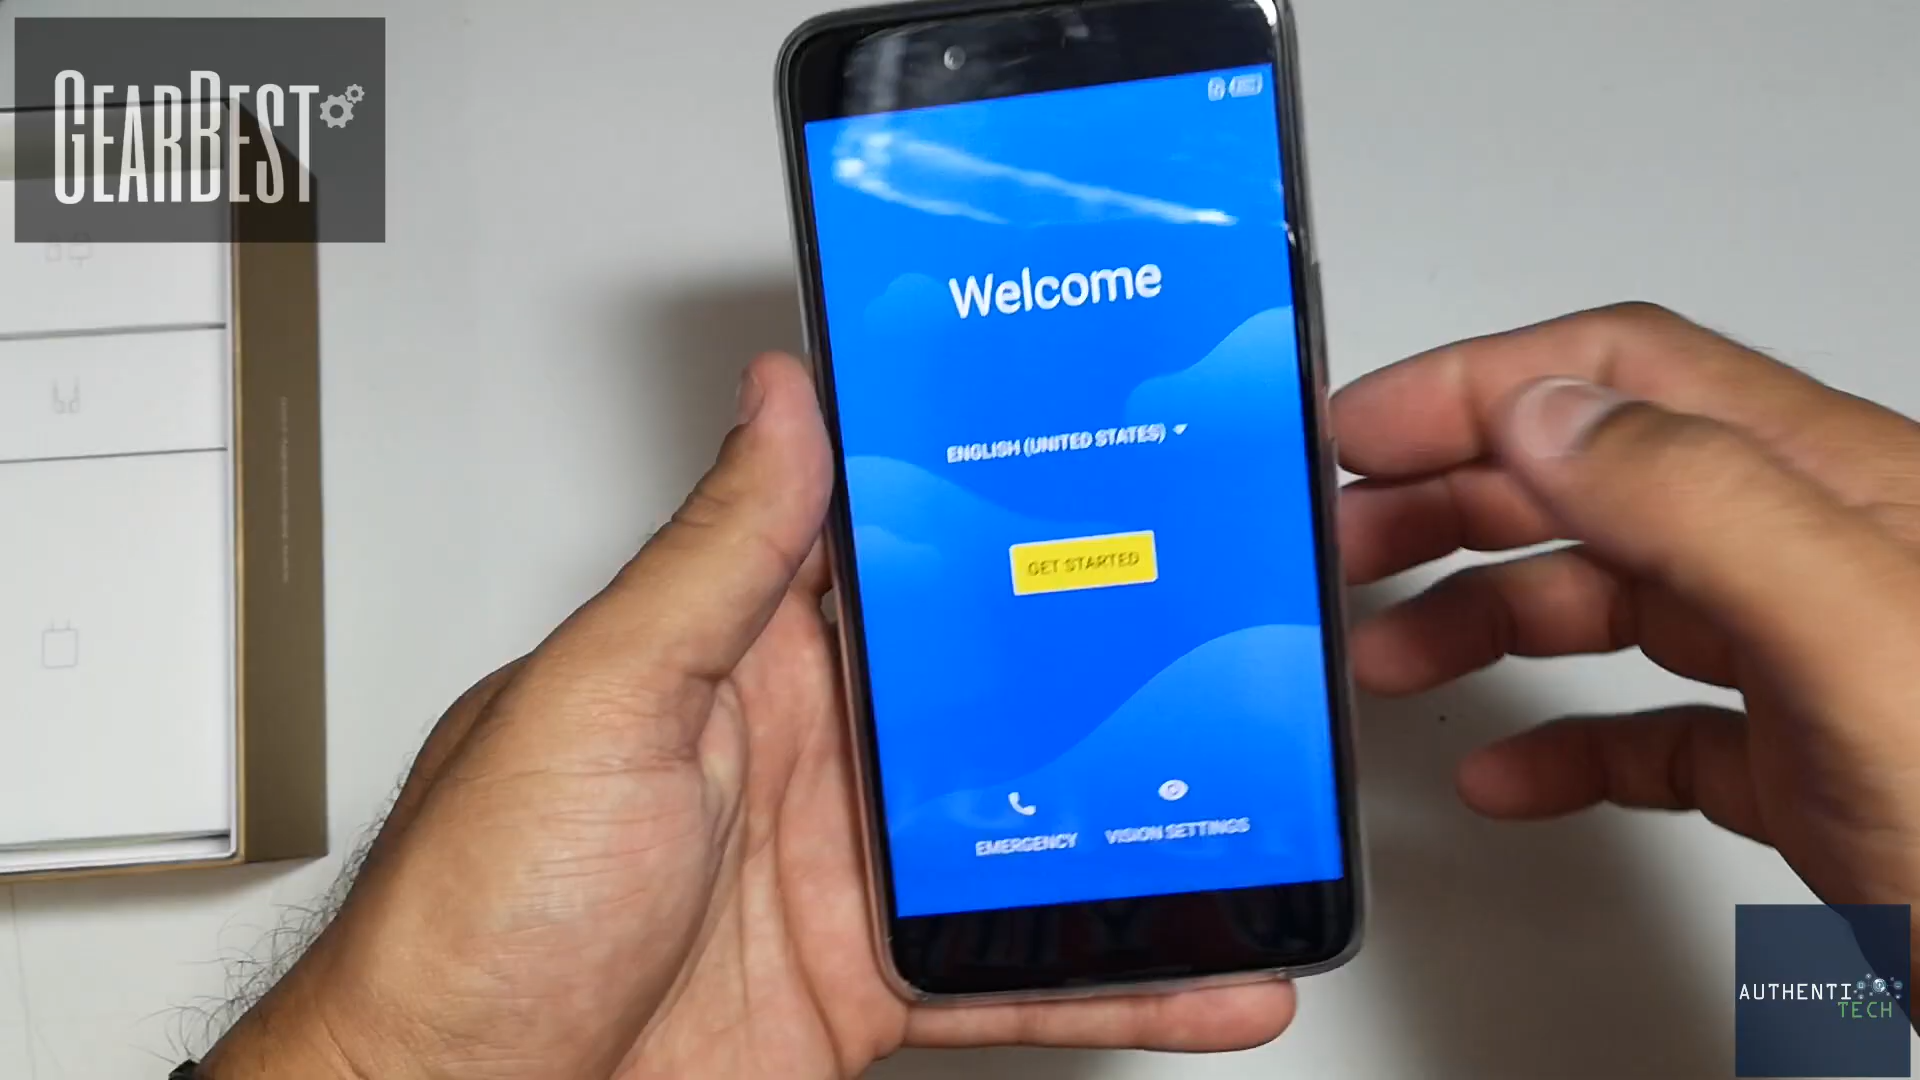 GEARBEST
Welcome
ENGLISH (UNITED STATES)
GET STARTED
EMERGENCY
VISION SETTINGS
AUTHENTI
TECH